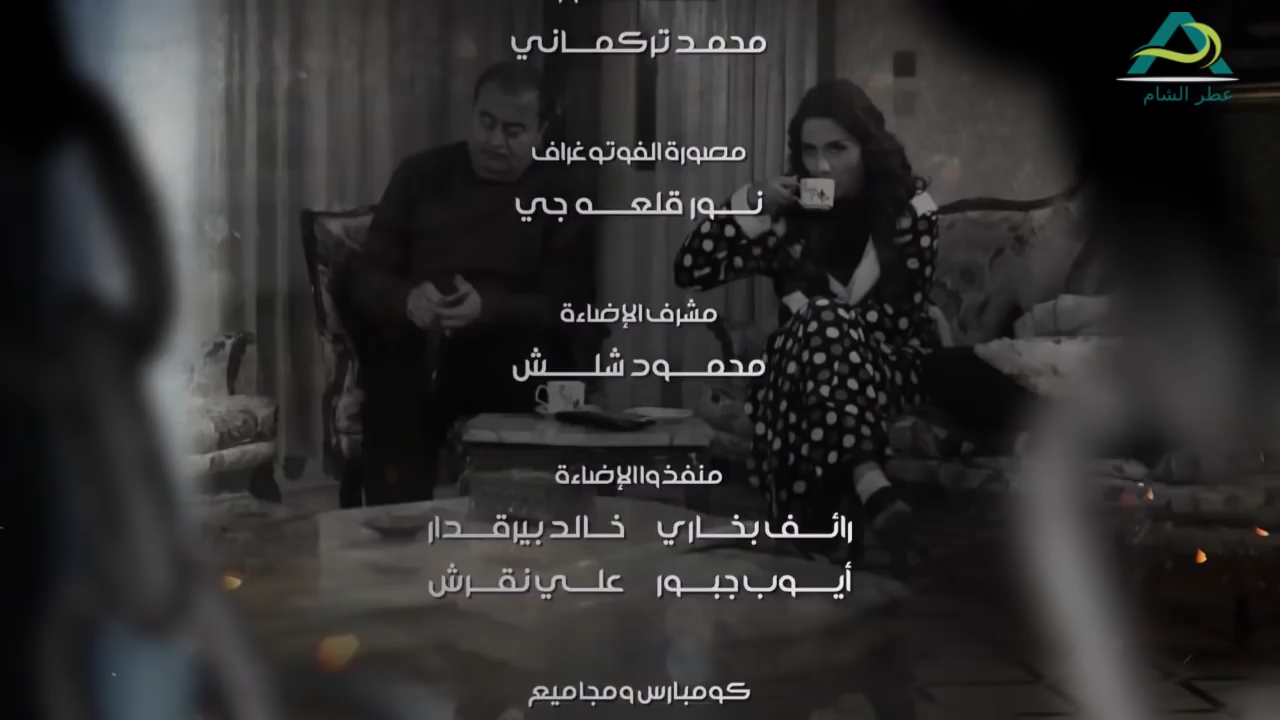 محمد تركماني
عطر الشام
مصورة الفوتوغراف
نور قلعه جي
مشرف الإضاءة
محمود شلش
منفذوا الإضاءة
رائف بخاري خالد بيرقدار
أيوب جبور علي نقرش
كومبارس ومجاميع